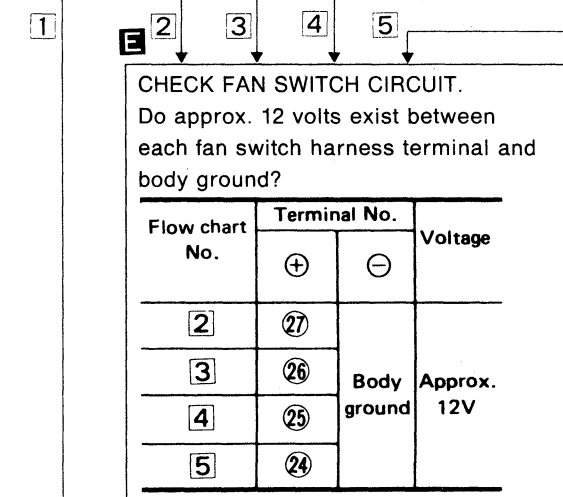 1
2
3
4
5
E
CHECK FAN SWITCH CIRCUIT.
Do approx. 12 volts exist between
each fan switch harness terminal and
body ground?
Flow chart No.
Terminal No.
Voltage
⊕ ⊖
2 ㉗
3 ㉖
4 ㉕
5 ㉔
Body ground
Approx. 12V